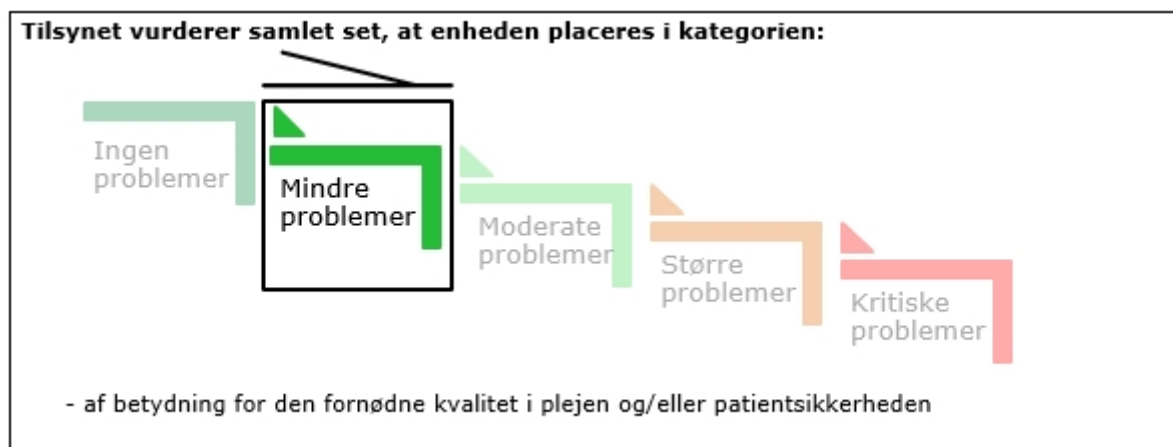 Tilsynet vurderer samlet set, at enheden placeres i kategorien:
Ingen
problemer
Mindre
problemer
Moderate
problemer
Større
problemer
Kritiske
problemer
- af betydning for den fornødne kvalitet i plejen og/eller patientsikkerheden